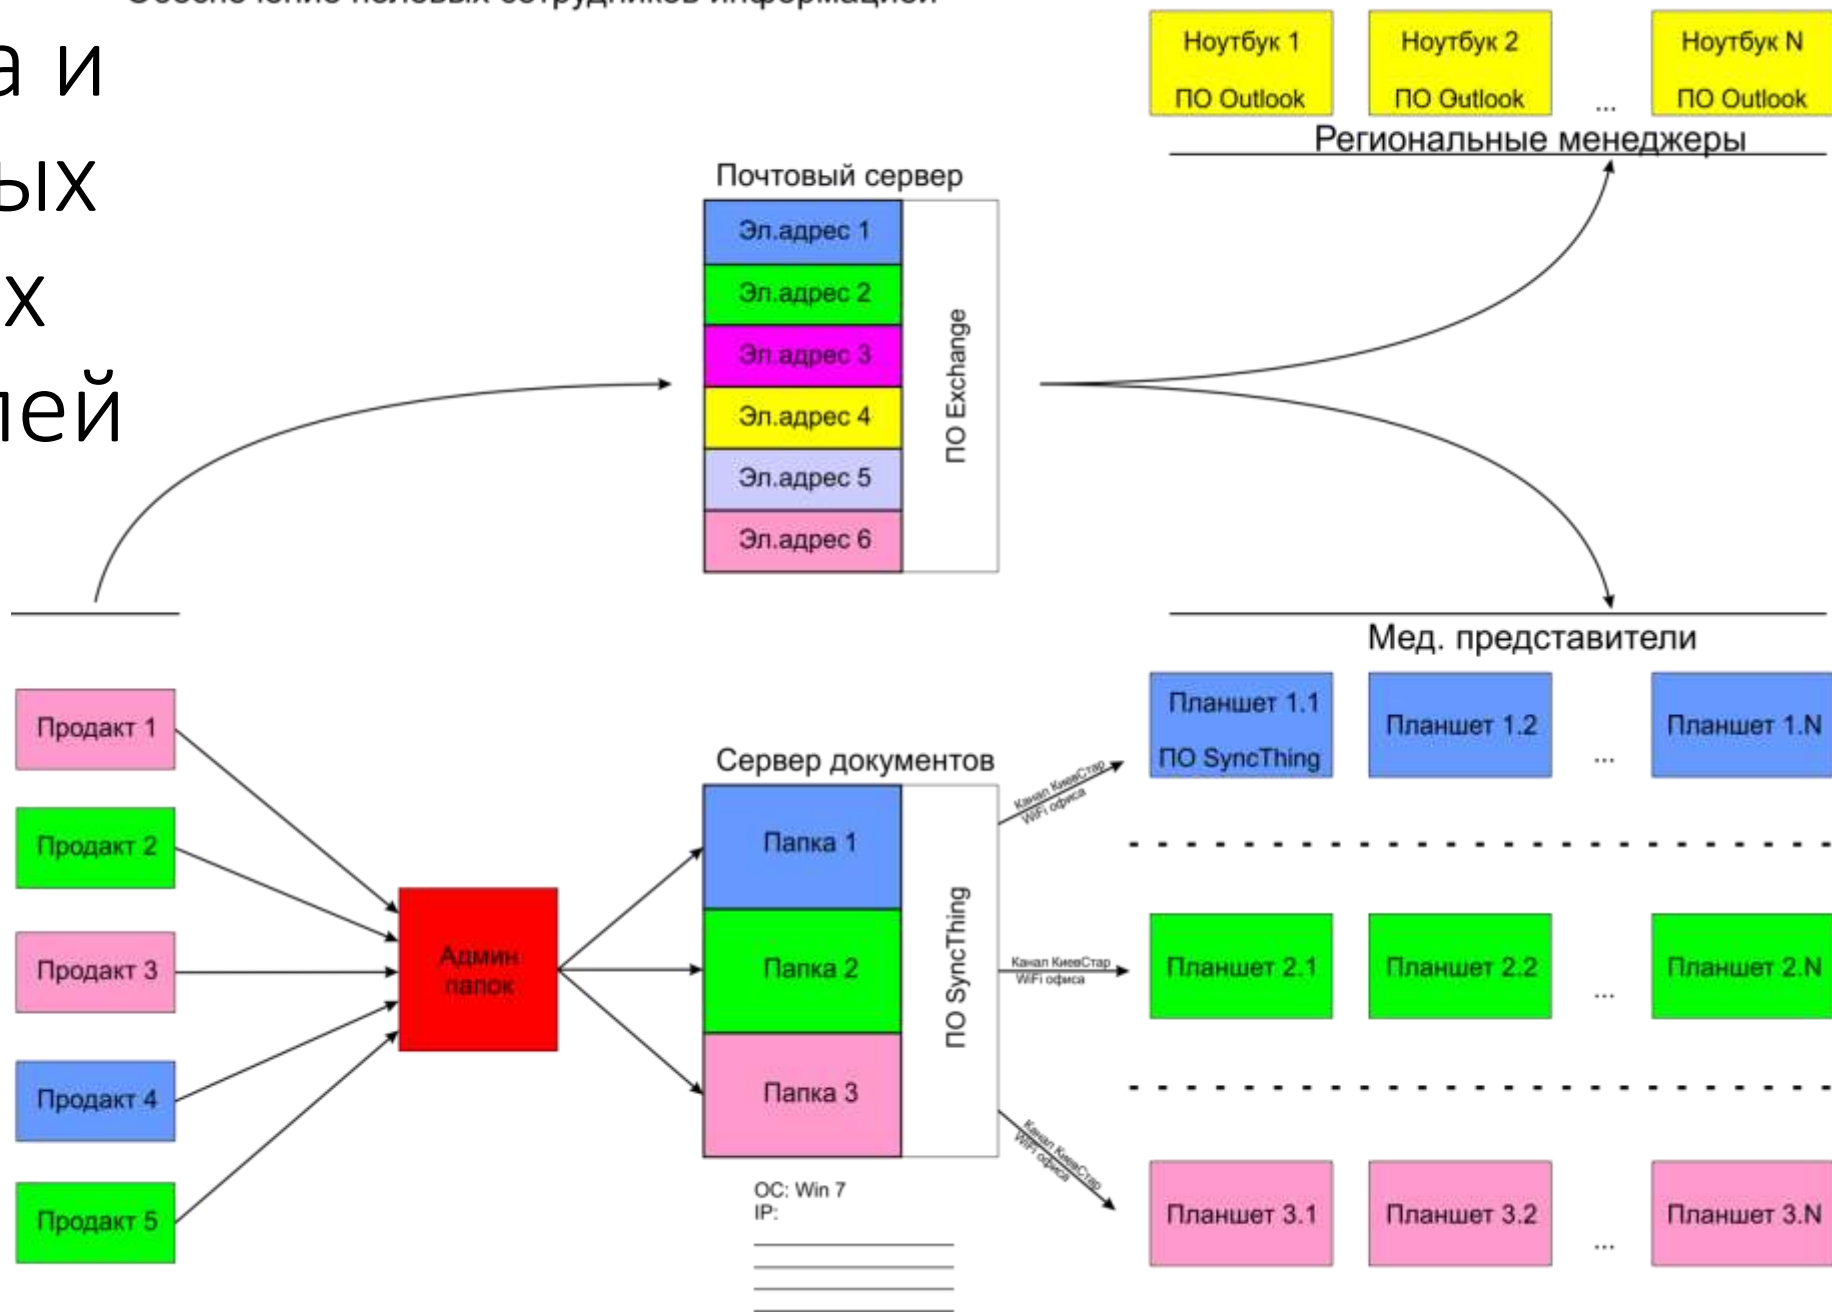 Обеспечение полевых сотрудников информацией
а и
ых
х
лей
Ноутбук 1
ПО Outlook
Ноутбук 2
ПО Outlook
...
Ноутбук N
ПО Outlook
Региональные менеджеры
Почтовый сервер
Эл.адрес 1
Эл.адрес 2
Эл.адрес 3
Эл.адрес 4
Эл.адрес 5
Эл.адрес 6
ПО Exchange
Мед. представители
Продакт 1
Продакт 2
Продакт 3
Продакт 4
Продакт 5
Админ
папок
Сервер документов
Папка 1
Папка 2
Папка 3
ПО SyncThing
ОС: Win 7
IP:
Канал КиевСтар
WiFi офиса
Планшет 1.1
ПО SyncThing
Планшет 1.2
...
Планшет 1.N
Канал КиевСтар
WiFi офиса
Планшет 2.1
Планшет 2.2
...
Планшет 2.N
Канал КиевСтар
WiFi офиса
Планшет 3.1
Планшет 3.2
...
Планшет 3.N